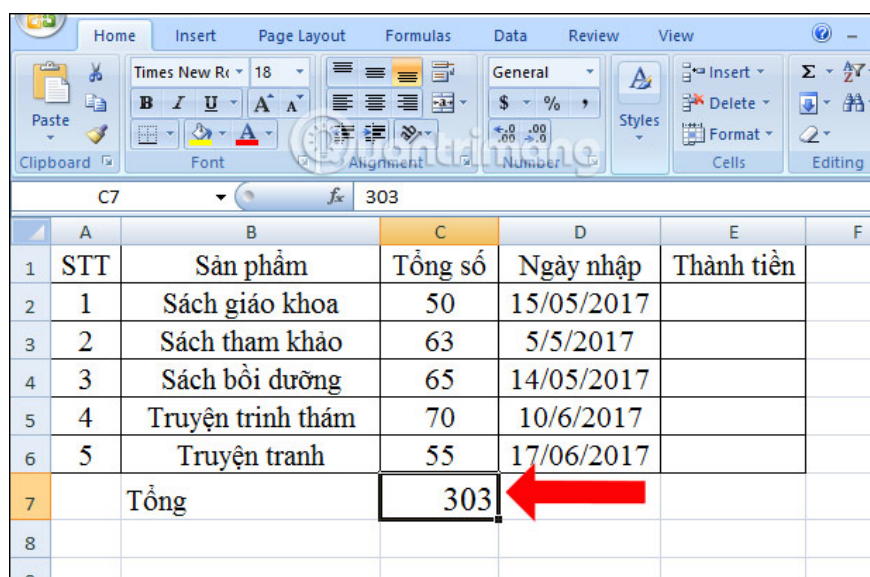 Home Insert Page Layout Formulas Data Review View
Times New Ro 18 General Insert Σ
Paste B I U A A $ % , Styles Delete
A Format
Clipboard Font Alignment Number Cells Editing
Quantrimang
C7 fx 303
A B C D E F
1 STT Sản phẩm Tổng số Ngày nhập Thành tiền
2 1 Sách giáo khoa 50 15/05/2017
3 2 Sách tham khảo 63 5/5/2017
4 3 Sách bồi dưỡng 65 14/05/2017
5 4 Truyện trinh thám 70 10/6/2017
6 5 Truyện tranh 55 17/06/2017
7 Tổng 303
8